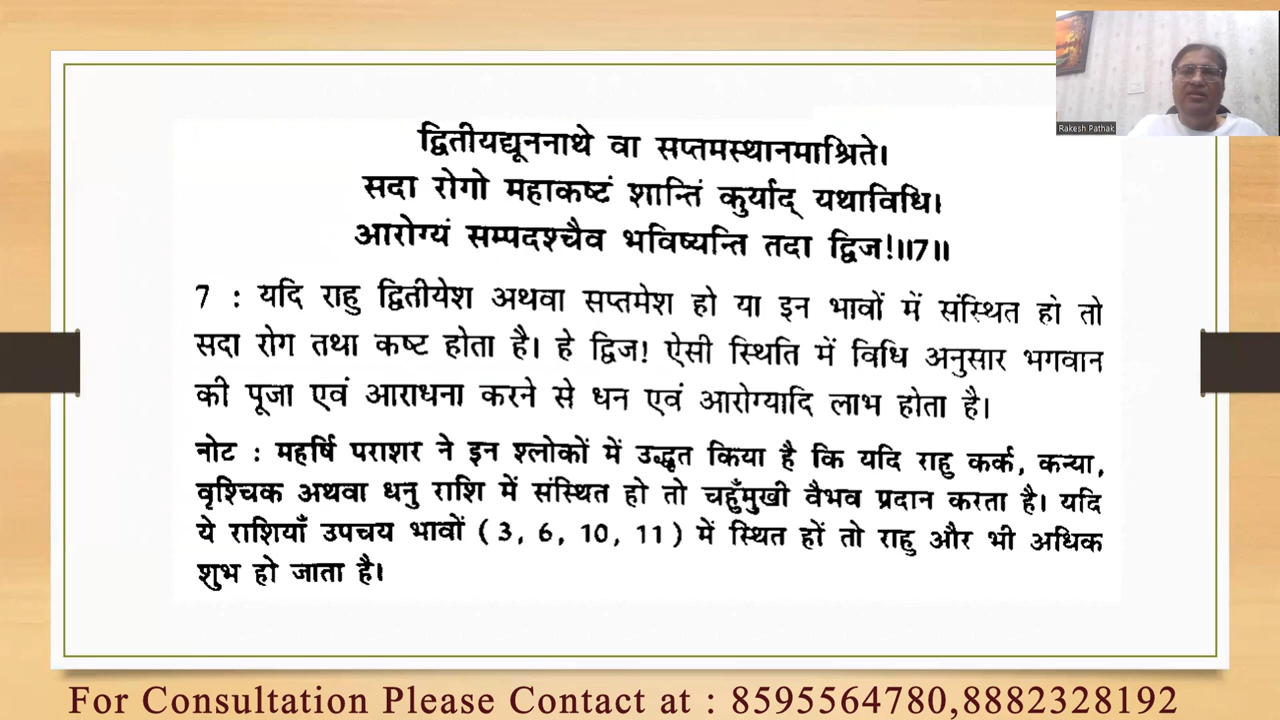 द्वितीयद्यूननाथे वा सप्तमस्थानमाश्रिते।
सदा रोगो महाकष्टं शान्तिं कुर्याद् यथाविधि।
आरोग्यं सम्पदश्चैव भविष्यन्ति तदा द्विज!॥7॥
7 : यदि राहु द्वितीयेश अथवा सप्तमेश हो या इन भावों में संस्थित हो तो
सदा रोग तथा कष्ट होता है। हे द्विज! ऐसी स्थिति में विधि अनुसार भगवान
की पूजा एवं आराधना करने से धन एवं आरोग्यादि लाभ होता है।
नोट : महर्षि पराशर ने इन श्लोकों में उद्धृत किया है कि यदि राहु कर्क, कन्या,
वृश्चिक अथवा धनु राशि में संस्थित हो तो चहुँमुखी वैभव प्रदान करता है। यदि
ये राशियाँ उपचय भावों (3, 6, 10, 11) में स्थित हों तो राहु और भी अधिक
शुभ हो जाता है।
Rakesh Pathak
For Consultation Please Contact at : 8595564780,8882328192